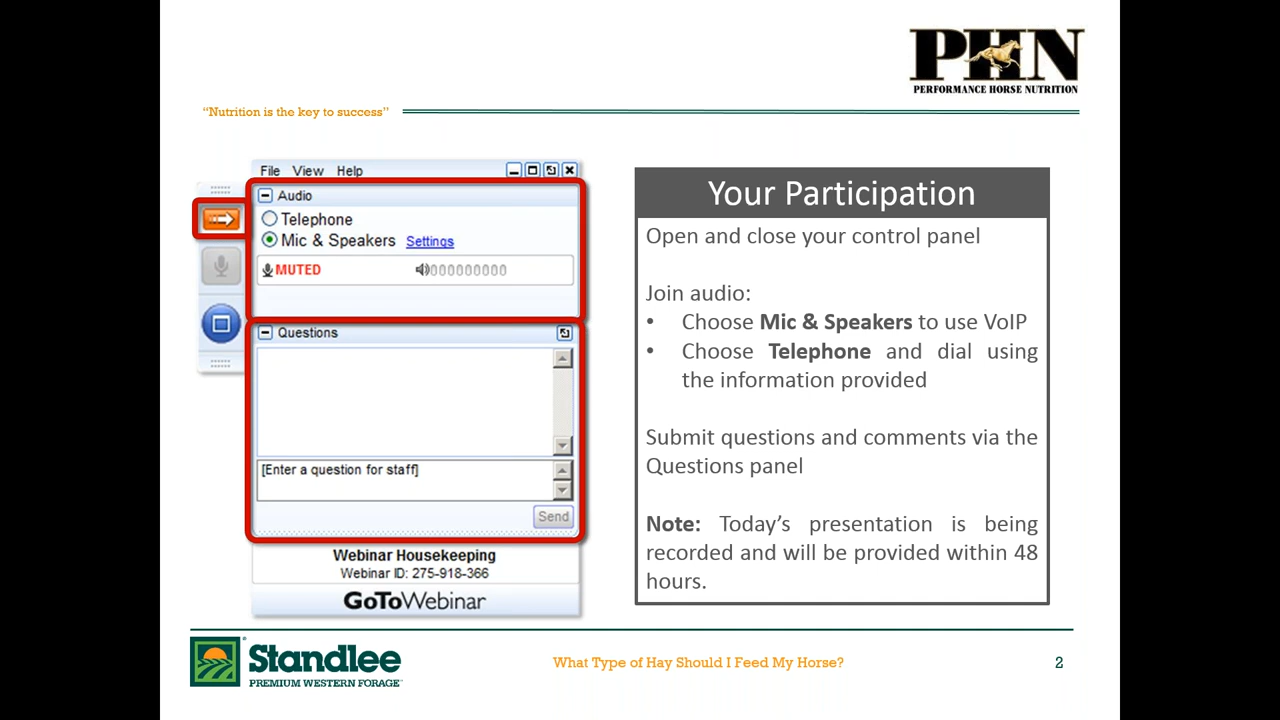 PHN
PERFORMANCE HORSE NUTRITION
“Nutrition is the key to success”
File View Help
Audio
Telephone
Mic & Speakers Settings
MUTED 000000000
Questions
[Enter a question for staff]
Send
Webinar Housekeeping
Webinar ID: 275-918-366
GoToWebinar
Your Participation
Open and close your control panel
Join audio:
• Choose Mic & Speakers to use VoIP
• Choose Telephone and dial using
the information provided
Submit questions and comments via the
Questions panel
Note: Today’s presentation is being
recorded and will be provided within 48
hours.
Standlee®
PREMIUM WESTERN FORAGE
What Type of Hay Should I Feed My Horse?
2